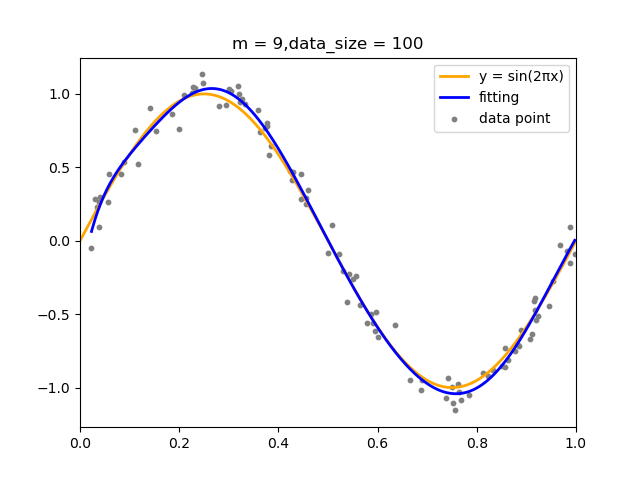 m = 9,data_size = 100
y = sin(2πx)
fitting
data point
1.0
0.5
0.0
−0.5
−1.0
0.0 0.2 0.4 0.6 0.8 1.0